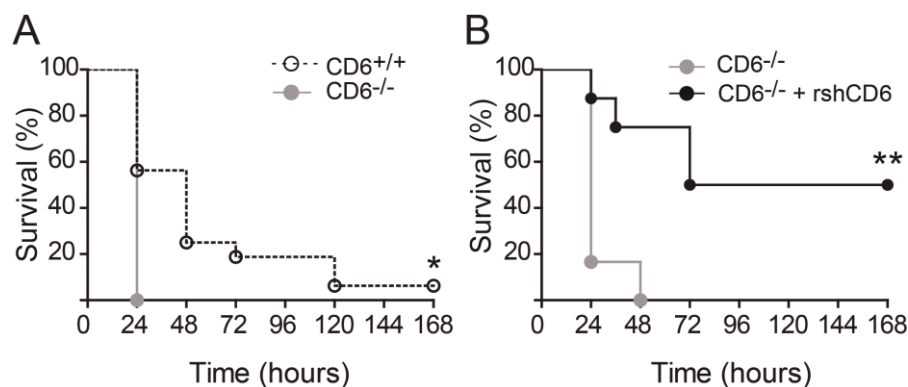 A
CD6+/+
CD6-/-
Survival (%)
100
80
60
40
20
0 24 48 72 96 120 144 168
Time (hours)
*
B
CD6-/-
CD6-/- + rshCD6
Survival (%)
100
80
60
40
20
0 24 48 72 96 120 144 168
Time (hours)
**